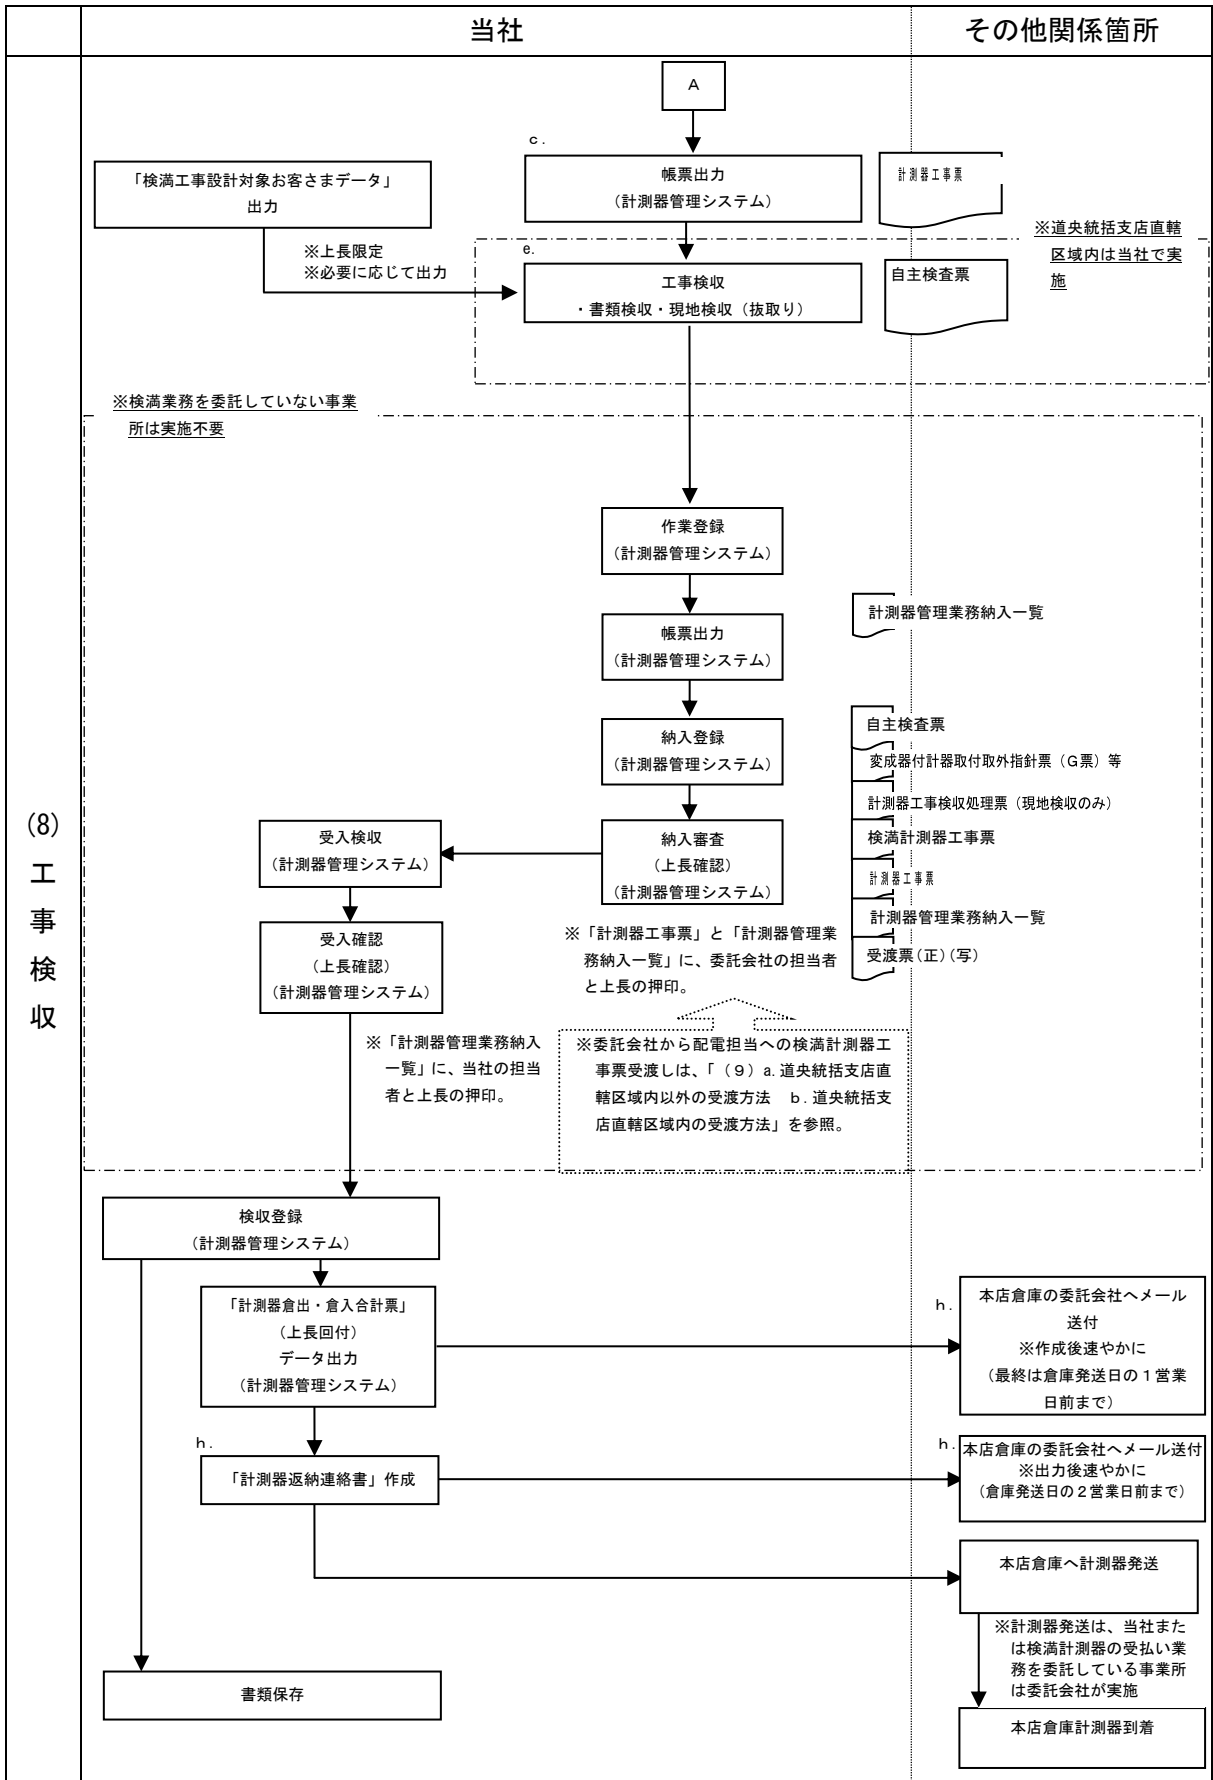 当社
その他関係箇所
(8)
工
事
検
収
A
c.
帳票出力
(計測器管理システム)
計測器工事票
「検満工事設計対象お客さまデータ」
出力
※上長限定
※必要に応じて出力
※道央統括支店直轄
区域内は当社で実
施
e.
工事検収
・書類検収・現地検収(抜取り)
自主検査票
※検満業務を委託していない事業
所は実施不要
作業登録
(計測器管理システム)
帳票出力
(計測器管理システム)
計測器管理業務納入一覧
納入登録
(計測器管理システム)
自主検査票
変成器付計器取付取外指針票(G票)等
計測器工事検収処理票(現地検収のみ)
検満計測器工事票
計測器工事票
計測器管理業務納入一覧
受渡票(正)(写)
納入審査
(上長確認)
(計測器管理システム)
受入検収
(計測器管理システム)
受入確認
(上長確認)
(計測器管理システム)
※「計測器工事票」と「計測器管理業
務納入一覧」に、委託会社の担当者
と上長の押印。
※「計測器管理業務納入
一覧」に、当社の担当
者と上長の押印。
※委託会社から配電担当への検満計測器工
事票受渡しは、「(9)a.道央統括支店直
轄区域内以外の受渡方法 b.道央統括支
店直轄区域内の受渡方法」を参照。
検収登録
(計測器管理システム)
「計測器倉出・倉入合計票」
(上長回付)
データ出力
(計測器管理システム)
h.
本店倉庫の委託会社へメール
送付
※作成後速やかに
(最終は倉庫発送日の1営業
日前まで)
h.
「計測器返納連絡書」作成
h.
本店倉庫の委託会社へメール送付
※出力後速やかに
(倉庫発送日の2営業日前まで)
本店倉庫へ計測器発送
※計測器発送は、当社また
は検満計測器の受払い業
務を委託している事業所
は委託会社が実施
書類保存
本店倉庫計測器到着